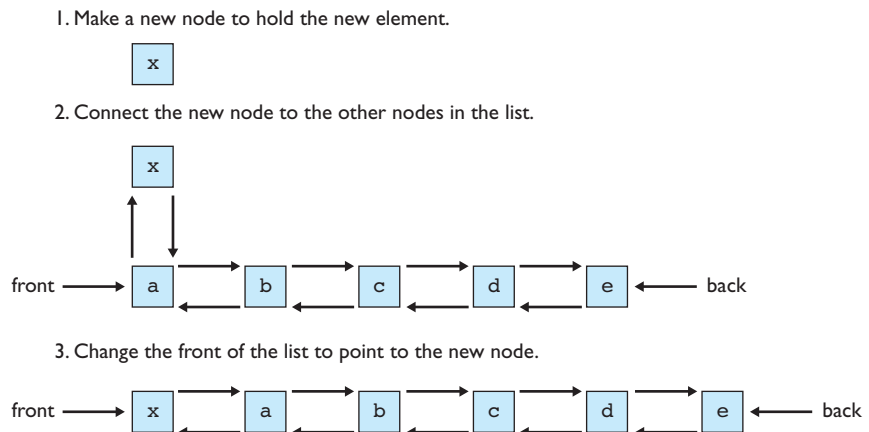 1. Make a new node to hold the new element.
x
2. Connect the new node to the other nodes in the list.
x
front a b c d e back
3. Change the front of the list to point to the new node.
front x a b c d e back